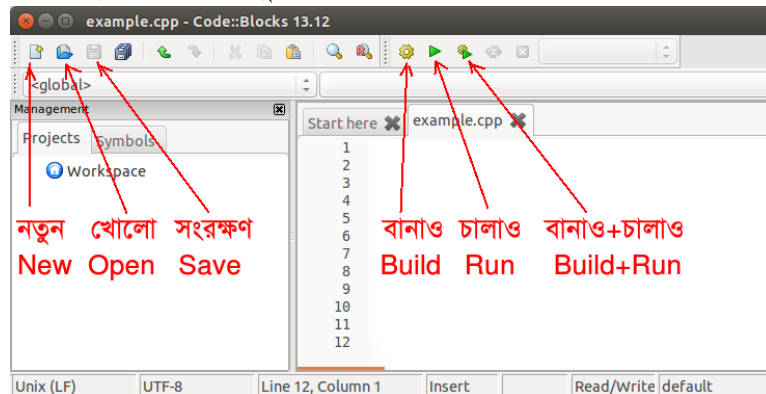 example.cpp - Code::Blocks 13.12
<global>
Management
Projects Symbols
Workspace
Start here example.cpp
1
2
3
4
5
6
7
8
9
10
11
12
নতুন খোলো সংরক্ষণ বানাও চালাও বানাও+চালাও
New Open Save Build Run Build+Run
Unix (LF) UTF-8 Line 12, Column 1 Insert Read/Write default